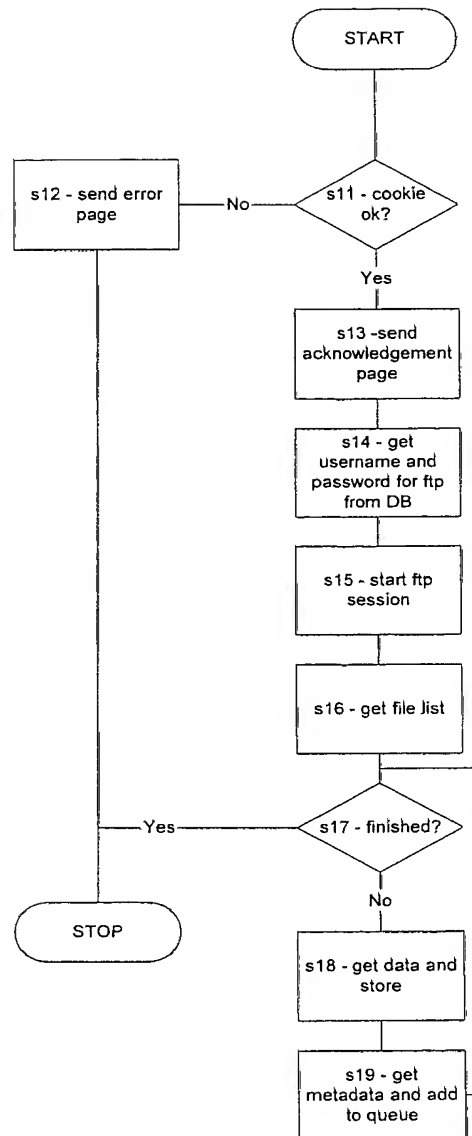 START
s12 - send error
page
No
s11 - cookie
ok?
Yes
s13 -send
acknowledgement
page
s14 - get
username and
password for ftp
from DB
s15 - start ftp
session
s16 - get file list
Yes
s17 - finished?
No
STOP
s18 - get data and
store
s19 - get
metadata and add
to queue